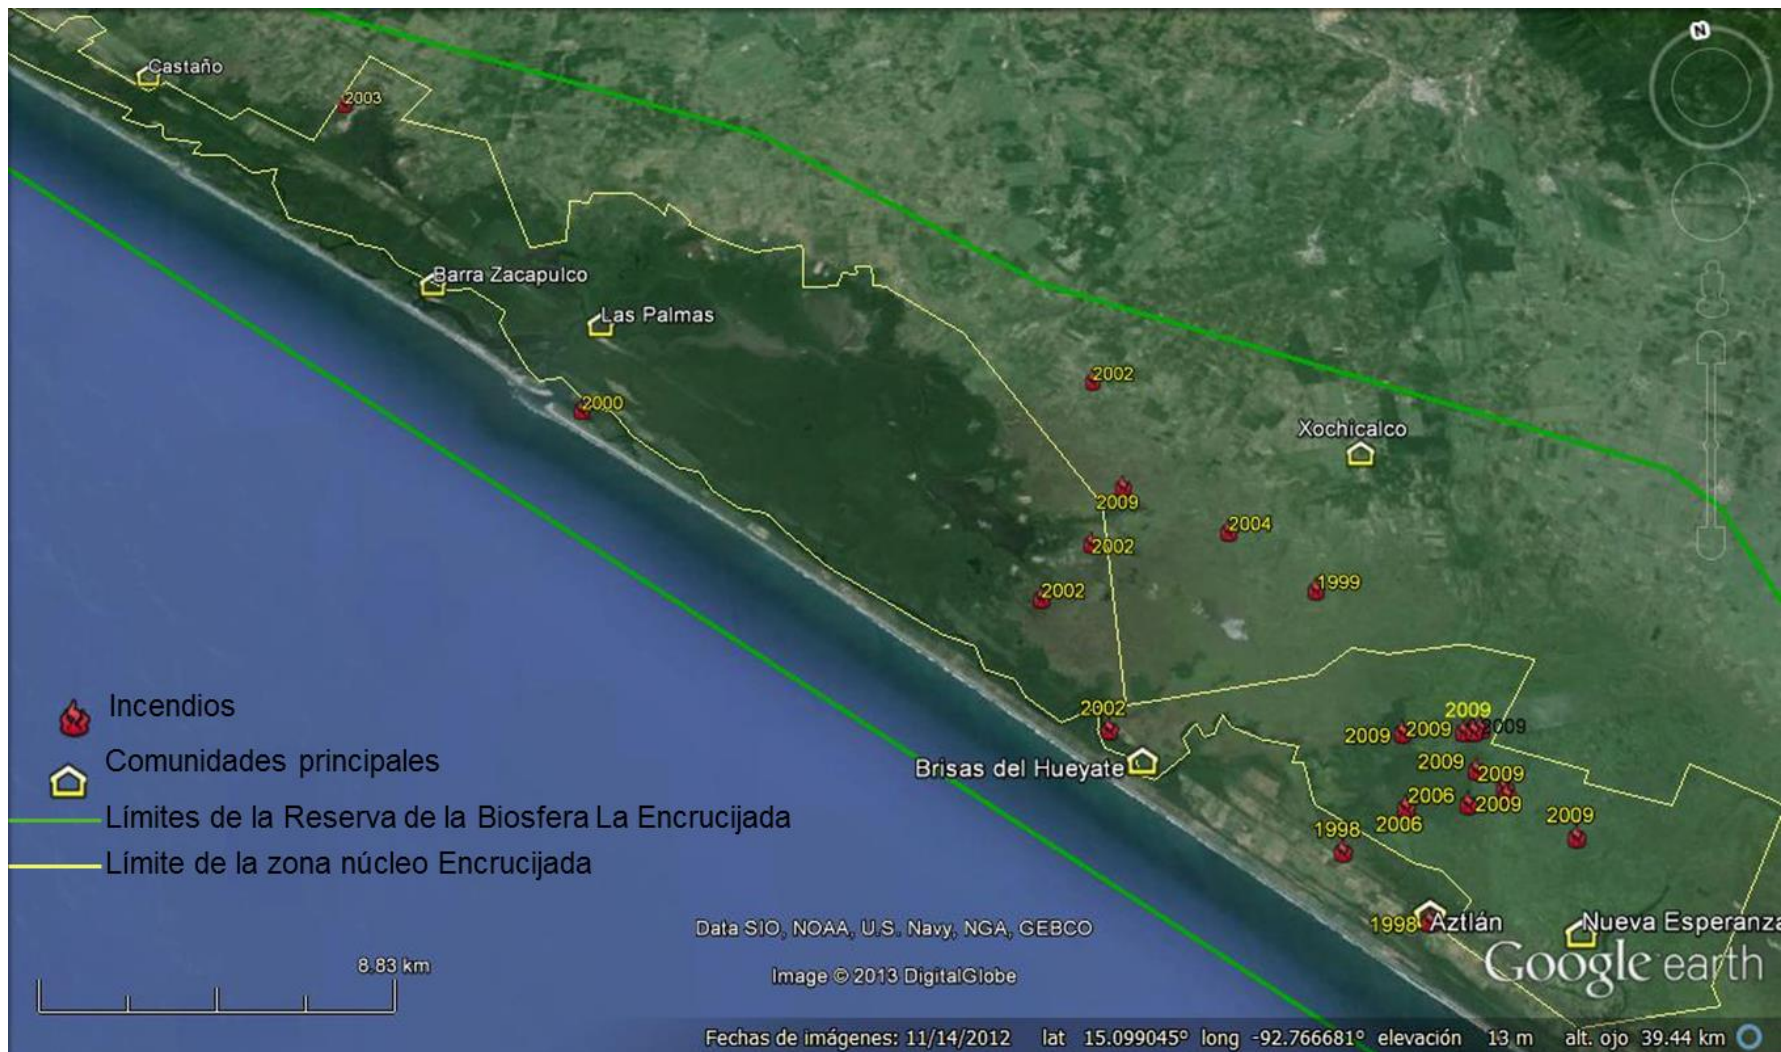 N
Castaño
2003
Barra Zacapulco
Las Palmas
2002
2000
Xochicalco
2009
2004
2002
1999
2002
Incendios
2002
2009
2009
2009
2009
Comunidades principales
Brisas del Hueyate
2009
2009
2006
2009
Límites de la Reserva de la Biosfera La Encrucijada
2006
2009
1998
Límite de la zona núcleo Encrucijada
1998
Aztlán
Nueva Esperanza
Data SIO, NOAA, U.S. Navy, NGA, GEBCO
8.83 km
Image © 2013 DigitalGlobe
Google earth
Fechas de imágenes: 11/14/2012 lat 15.099045° long -92.766681° elevación 13 m alt. ojo 39.44 km